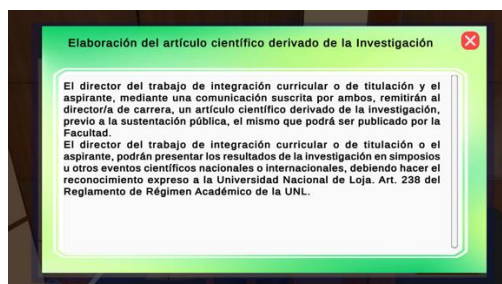 Elaboración del artículo científico derivado de la Investigación
El director del trabajo de integración curricular o de titulación y el
aspirante, mediante una comunicación suscrita por ambos, remitirán al
director/a de carrera, un artículo científico derivado de la investigación,
previo a la sustentación pública, el mismo que podrá ser publicado por la
Facultad.
El director del trabajo de integración curricular o de titulación o el
aspirante, podrán presentar los resultados de la investigación en simposios
u otros eventos científicos nacionales o internacionales, debiendo hacer el
reconocimiento expreso a la Universidad Nacional de Loja. Art. 238 del
Reglamento de Régimen Académico de la UNL.